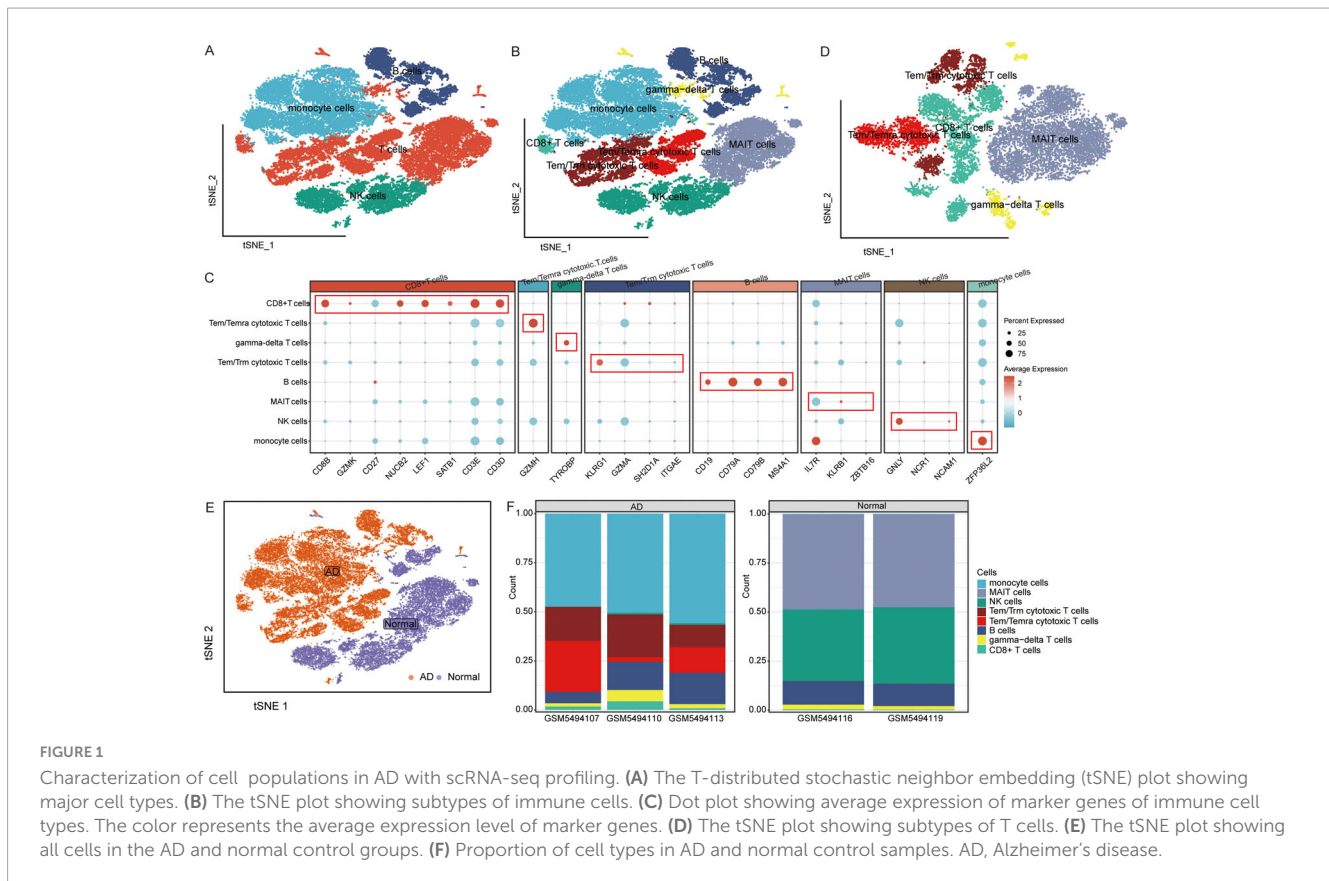 A
B cells
monocyte cells
T cells
NK cells
tSNE_2
tSNE_1
B
B cells
gamma-delta T cells
monocyte cells
CD8+ T cells
MAIT cells
Tem/Temra cytotoxic T cells
Tem/Trm cytotoxic T cells
NK cells
tSNE_2
tSNE_1
D
Tem/Trm cytotoxic T cells
CD8+ T cells
Tem/Temra cytotoxic T cells
MAIT cells
gamma-delta T cells
tSNE_2
tSNE_1
C
CD8+T cells
Tem/Temra cytotoxic T cells
gamma-delta T cells
Tem/Trm cytotoxic T cells
B cells
MAIT cells
NK cells
monocyte cells
CD8+T cells
Tem/Temra cytotoxic T cells
gamma-delta T cells
Tem/Trm cytotoxic T cells
B cells
MAIT cells
NK cells
monocyte cells
CD8B GZMK CD27 NUCB2 LEF1 SATB1 CD3E CD3D GZMH TYROBP KLRG1 GZMA SH2D1A ITGAE CD19 CD79A CD79B MS4A1 IL7R KLRB1 ZBTB16 GNLY NCR1 NCAM1 ZFP36L2
Percent Expressed
25
50
75
Average Expression
2
1
0
E
AD
Normal
AD Normal
tSNE 2
tSNE 1
F
AD
1.00
0.75
0.50
0.25
0.00
Count
GSM5494107 GSM5494110 GSM5494113
Normal
1.00
0.75
0.50
0.25
0.00
Count
GSM5494116 GSM5494119
Cells
monocyte cells
MAIT cells
NK cells
Tem/Trm cytotoxic T cells
Tem/Temra cytotoxic T cells
B cells
gamma-delta T cells
CD8+ T cells
FIGURE 1
Characterization of cell populations in AD with scRNA-seq profiling. (A) The T-distributed stochastic neighbor embedding (tSNE) plot showing
major cell types. (B) The tSNE plot showing subtypes of immune cells. (C) Dot plot showing average expression of marker genes of immune cell
types. The color represents the average expression level of marker genes. (D) The tSNE plot showing subtypes of T cells. (E) The tSNE plot showing
all cells in the AD and normal control groups. (F) Proportion of cell types in AD and normal control samples. AD, Alzheimer's disease.